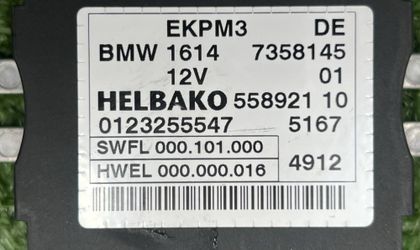 EKPM3 DE
BMW 1614 7358145
12V 01
HELBAKO 558921 10
0123255547 5167
SWFL 000.101.000
HWEL 000.000.016 4912